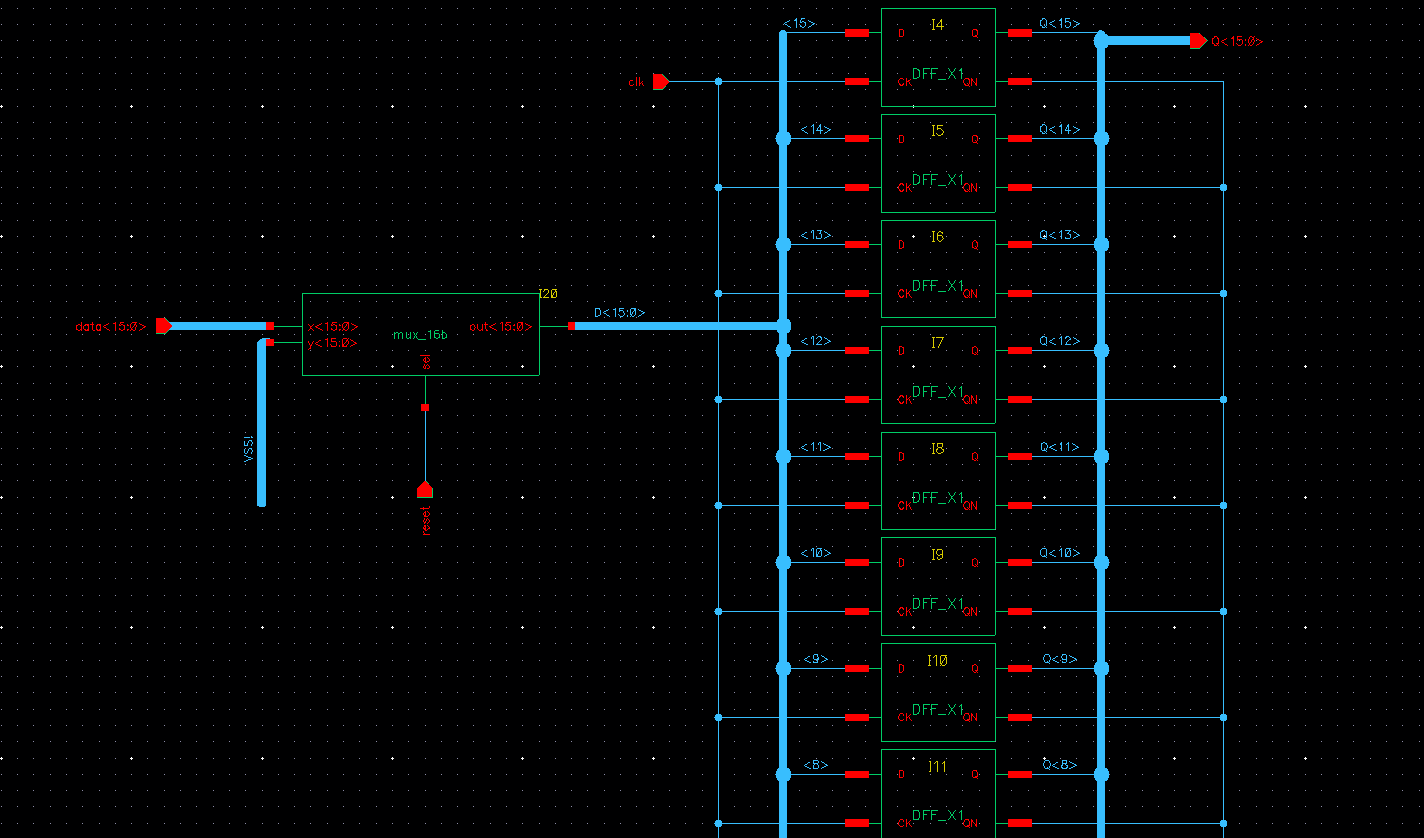 <15>
I4
Q<15>
D
Q
Q<15:0>
clk
CK
DFF_X1
QN
<14>
I5
Q<14>
D
Q
CK
DFF_X1
QN
<13>
I6
Q<13>
D
Q
CK
DFF_X1
QN
I20
data<15:0>
x<15:0>
mux_16b
out<15:0>
D<15:0>
y<15:0>
sel
VSS!
reset
<12>
I7
Q<12>
D
Q
CK
DFF_X1
QN
<11>
I8
Q<11>
D
Q
CK
DFF_X1
QN
<10>
I9
Q<10>
D
Q
CK
DFF_X1
QN
<9>
I10
Q<9>
D
Q
CK
DFF_X1
QN
<8>
I11
Q<8>
D
Q
CK
DFF_X1
QN